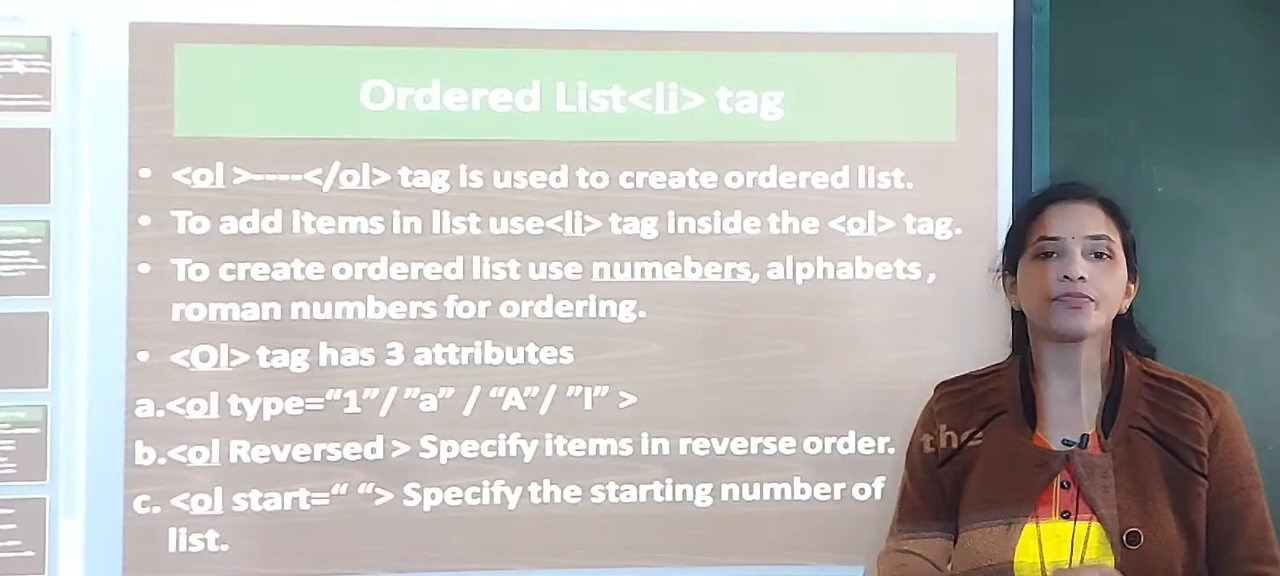 Ordered List<li> tag
• <ol >----</ol> tag is used to create ordered list.
• To add items in list use<li> tag inside the <ol> tag.
• To create ordered list use numebers, alphabets,
roman numbers for ordering.
• <Ol> tag has 3 attributes
a.<ol type=“1”/ ”a” / “A”/ ”I” >
b.<ol Reversed > Specify items in reverse order.
c. <ol start=“ “> Specify the starting number of
list.
the